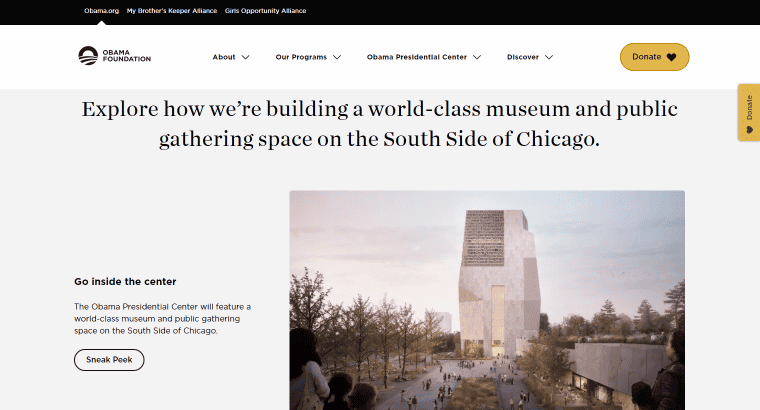 Obama.org My Brother's Keeper Alliance Girls Opportunity Alliance
OBAMA
FOUNDATION
About Our Programs Obama Presidential Center Discover Donate
Donate
Explore how we’re building a world-class museum and public
gathering space on the South Side of Chicago.
Go inside the center
The Obama Presidential Center will feature a
world-class museum and public gathering
space on the South Side of Chicago.
Sneak Peek